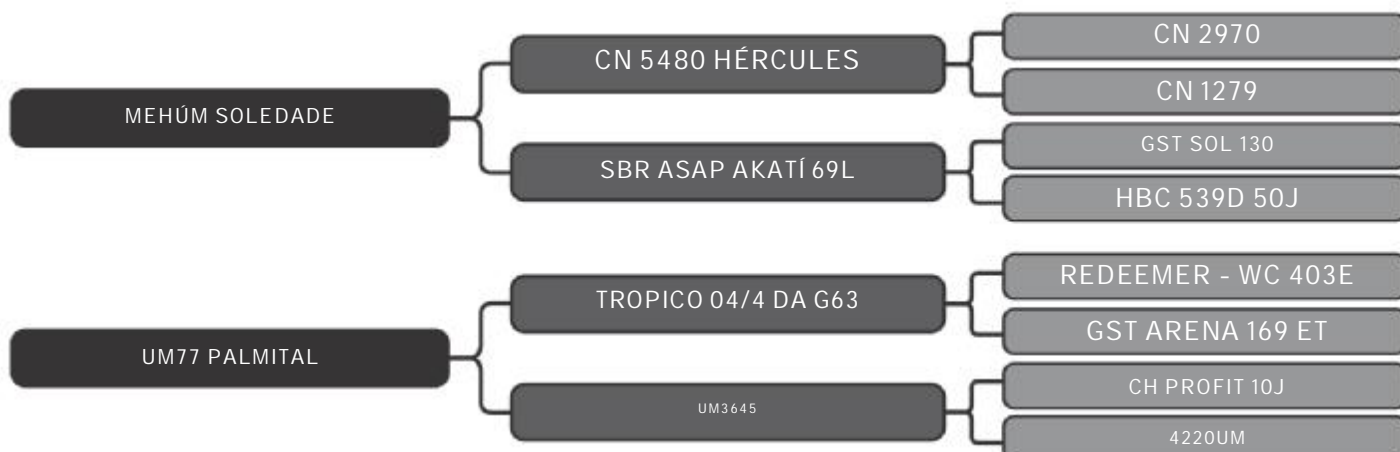 CN 2970
CN 5480 HÉRCULES
CN 1279
MEHÚM SOLEDADE
GST SOL 130
SBR ASAP AKATÍ 69L
HBC 539D 50J
REDEEMER - WC 403E
TROPICO 04/4 DA G63
GST ARENA 169 ET
UM77 PALMITAL
CH PROFIT 10J
UM3645
4220UM